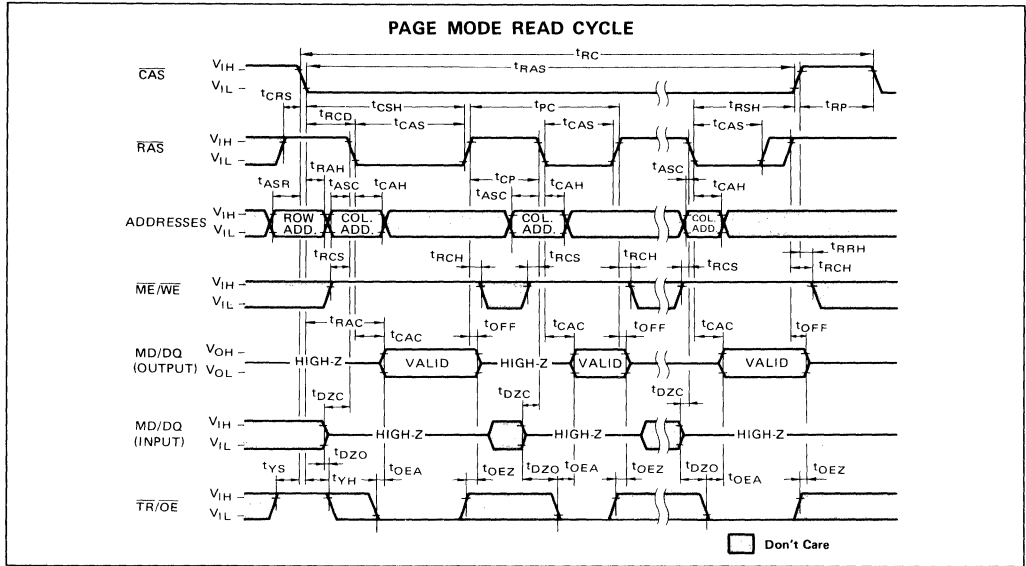 PAGE MODE READ CYCLE
tRC
CAS VIH VIL
tRAS
tCRS tCSH tPC tRSH tRP
tRCD tCAS tCAS tCAS
RAS VIH VIL
tRAH tCP tASC
tASR tASC tCAH tASC tCAH tCAH
ADDRESSES VIH VIL ROW ADD. COL. ADD. COL. ADD. COL. ADD.
tRRH
tRCS tRCH tRCS tRCH tRCS tRCH
ME/WE VIH VIL
tRAC tOFF tOFF tOFF
tCAC tCAC tCAC
MD/DQ (OUTPUT) VOH VOL HIGH-Z VALID HIGH-Z VALID VALID
tDZC tDZC tDZC
MD/DQ (INPUT) VIH VIL HIGH-Z HIGH-Z HIGH-Z
tDZO
tYS tYH tOEA tOEZ tDZO tOEA tOEZ tDZO tOEA tOEZ
TR/OE VIH VIL
Don't Care